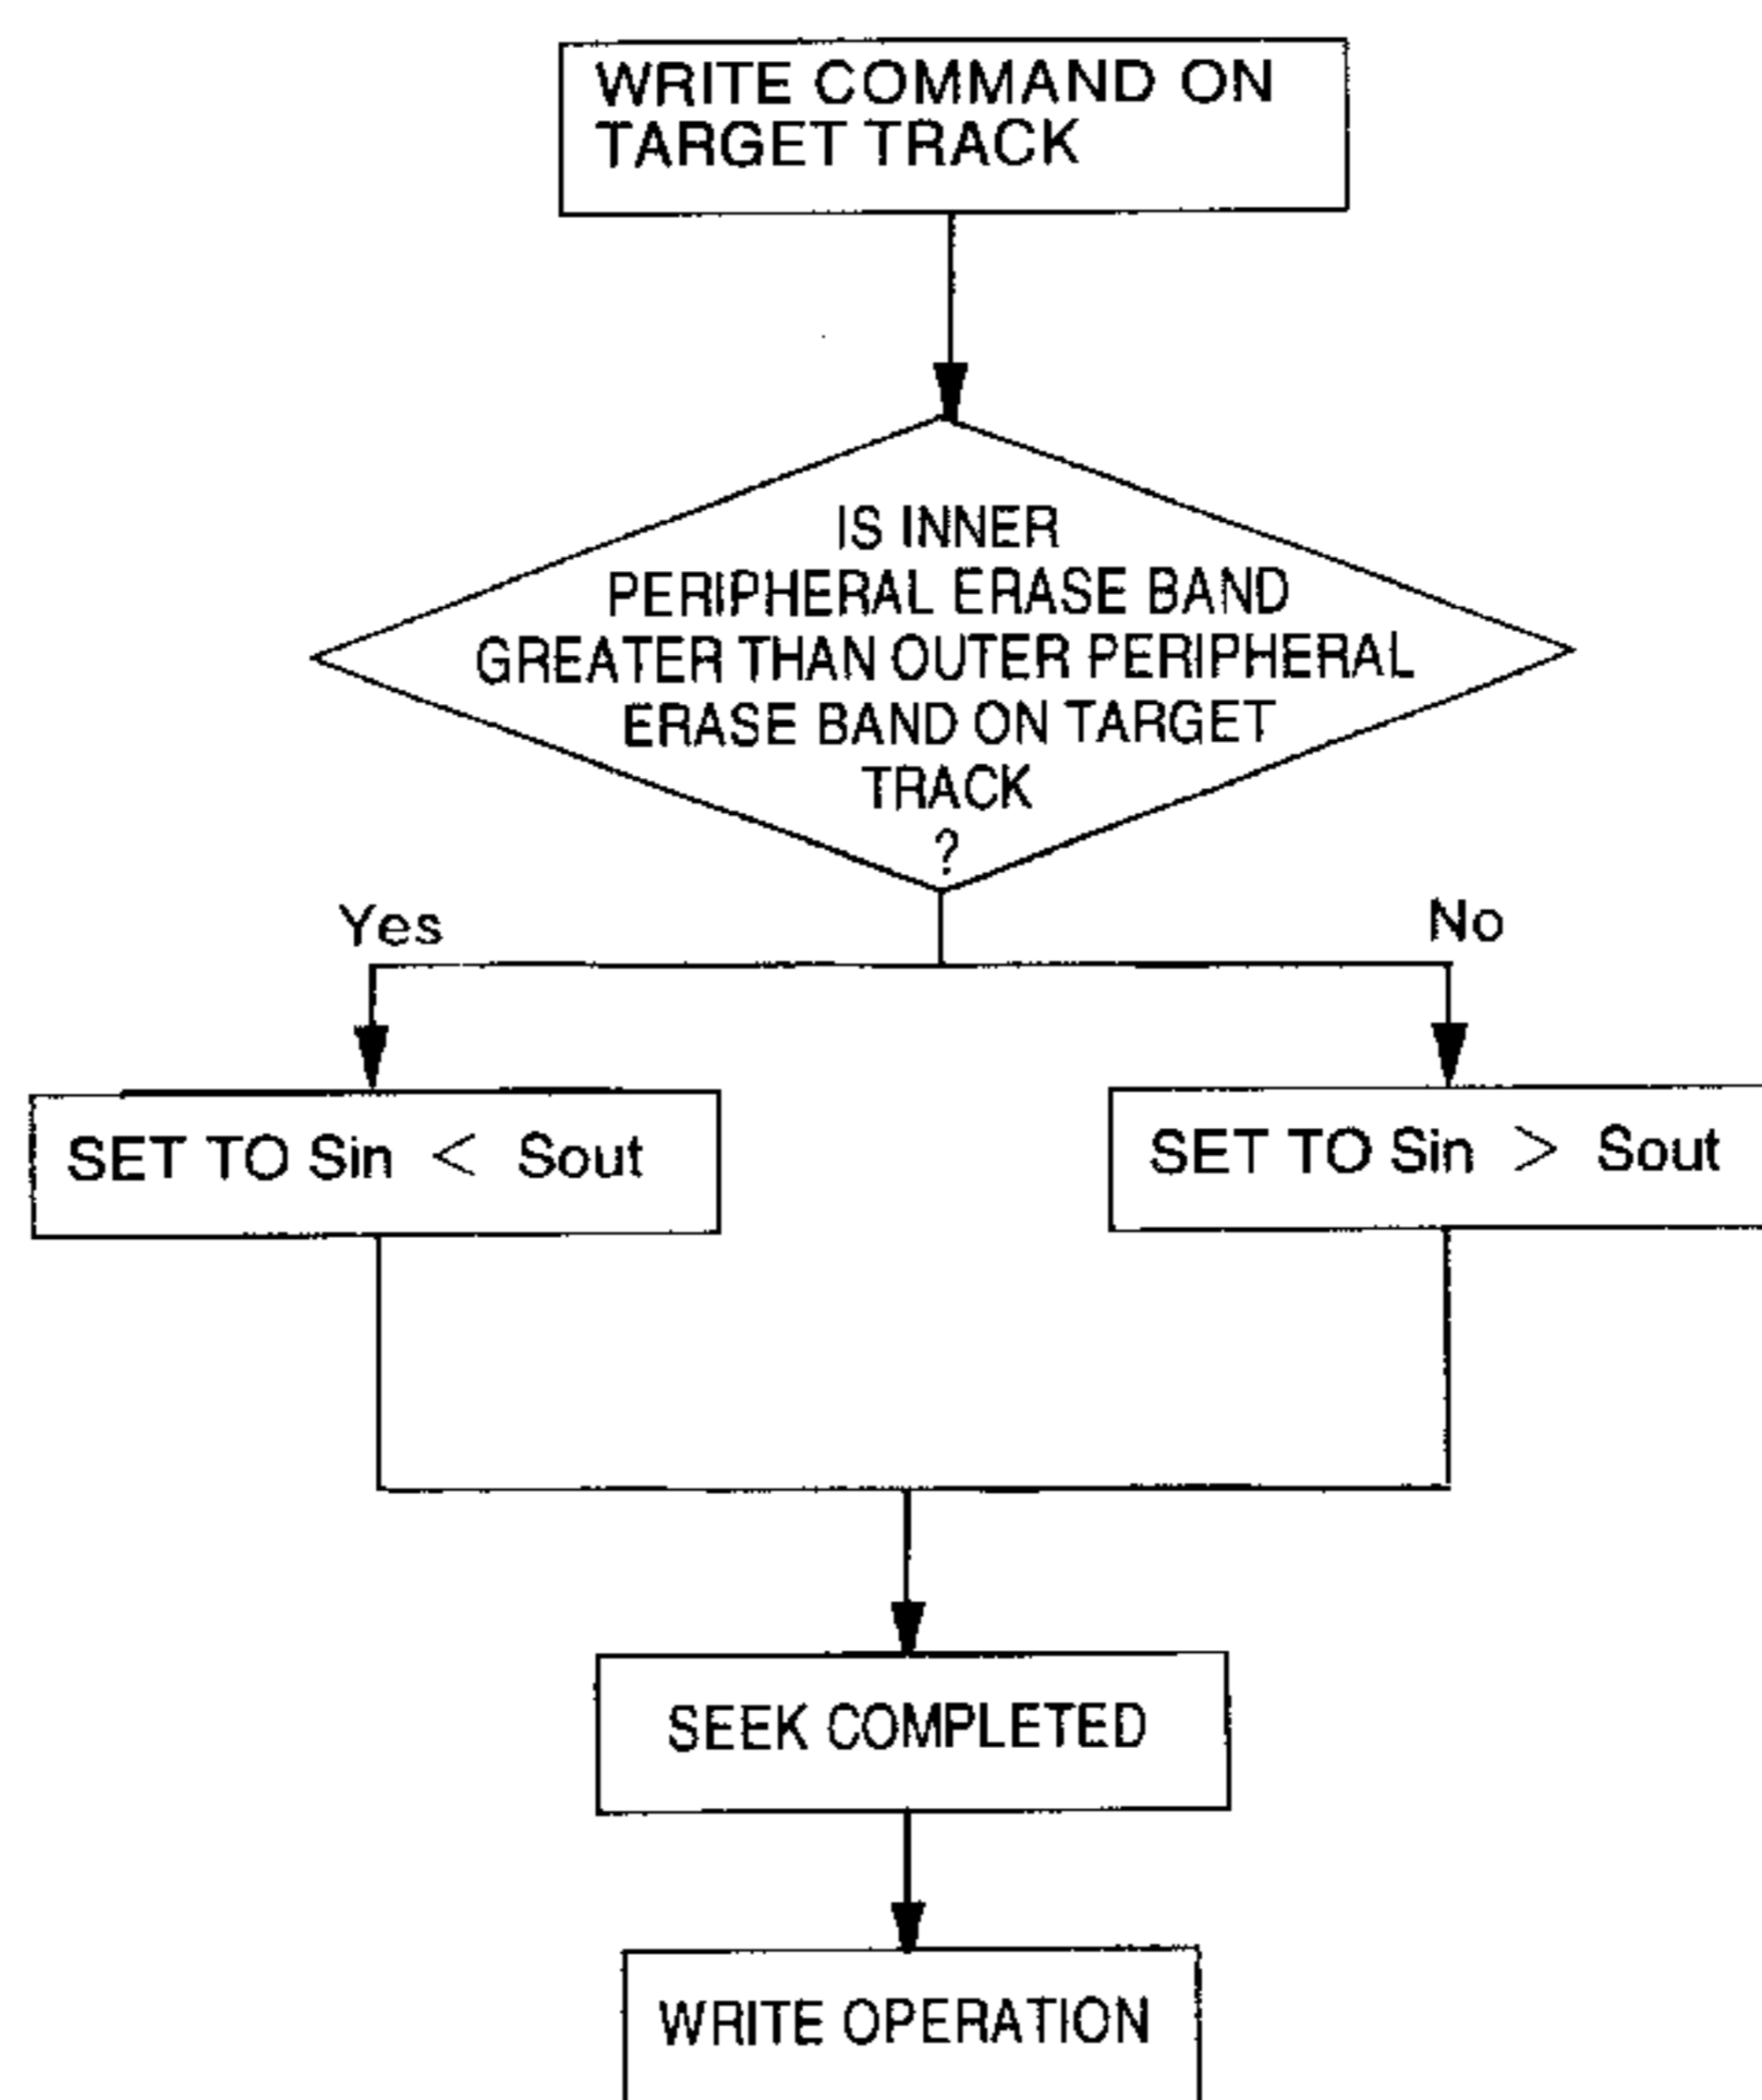 WRITE COMMAND ON
TARGET TRACK
IS INNER
PERIPHERAL ERASE BAND
GREATER THAN OUTER PERIPHERAL
ERASE BAND ON TARGET
TRACK
?
Yes
No
SET TO Sin < Sout
SET TO Sin > Sout
SEEK COMPLETED
WRITE OPERATION